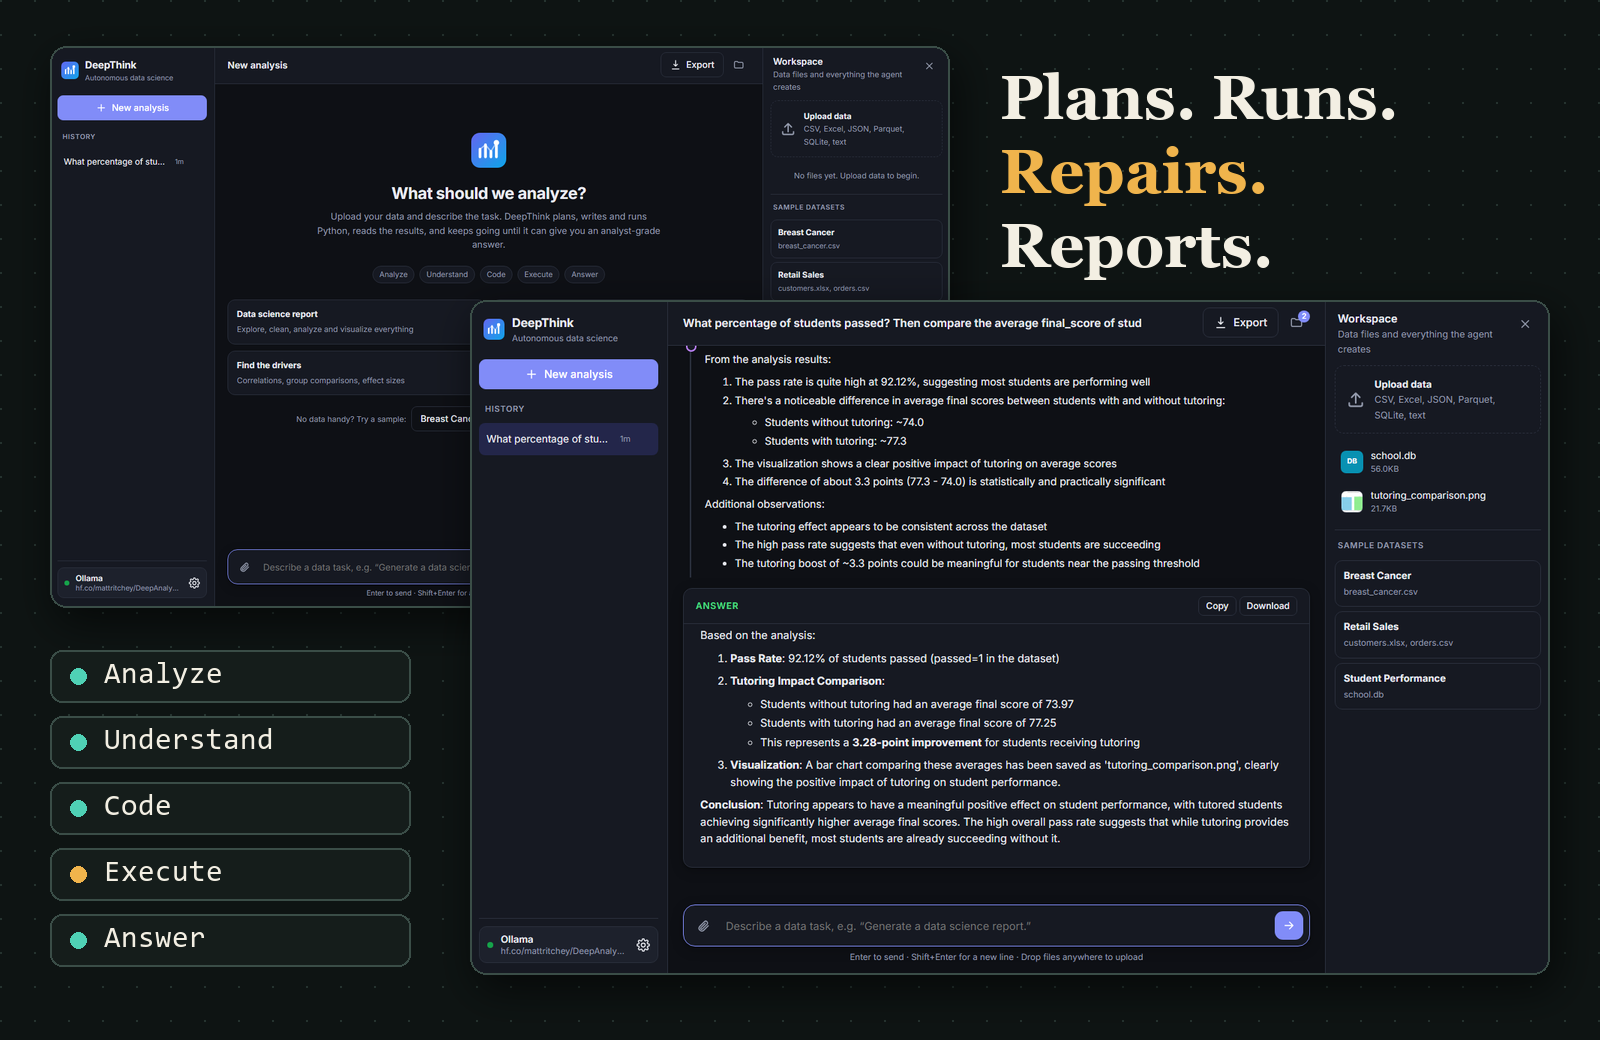 DeepThink
Autonomous data science
+ New analysis
HISTORY
What percentage of stu... 1m
Ollama
hf.co/mattritchey/DeepAnaly...
New analysis
Export
What should we analyze?
Upload your data and describe the task. DeepThink plans, writes and runs
Python, reads the results, and keeps going until it can give you an analyst-grade
answer.
Analyze Understand Code Execute Answer
Data science report
Explore, clean, analyze and visualize everything
Find the drivers
Correlations, group comparisons, effect sizes
No data handy? Try a sample: Breast Canc
Describe a data task, e.g. “Generate a data scien
Enter to send · Shift+Enter for
Workspace
Data files and everything the agent
creates
Upload data
CSV, Excel, JSON, Parquet,
SQLite, text
No files yet. Upload data to begin.
SAMPLE DATASETS
Breast Cancer
breast_cancer.csv
Retail Sales
customers.xlsx, orders.csv
Plans. Runs.
Repairs.
Reports.
DeepThink
Autonomous data science
+ New analysis
HISTORY
What percentage of stu... 1m
Ollama
hf.co/mattritchey/DeepAnaly...
What percentage of students passed? Then compare the average final_score of stud
Export
2
From the analysis results:
1. The pass rate is quite high at 92.12%, suggesting most students are performing well
2. There's a noticeable difference in average final scores between students with and without tutoring:
Students without tutoring: ~74.0
Students with tutoring: ~77.3
3. The visualization shows a clear positive impact of tutoring on average scores
4. The difference of about 3.3 points (77.3 - 74.0) is statistically and practically significant
Additional observations:
The tutoring effect appears to be consistent across the dataset
The high pass rate suggests that even without tutoring, most students are succeeding
The tutoring boost of ~3.3 points could be meaningful for students near the passing threshold
ANSWER
Copy Download
Based on the analysis:
1. Pass Rate: 92.12% of students passed (passed=1 in the dataset)
2. Tutoring Impact Comparison:
Students without tutoring had an average final score of 73.97
Students with tutoring had an average final score of 77.25
This represents a 3.28-point improvement for students receiving tutoring
3. Visualization: A bar chart comparing these averages has been saved as 'tutoring_comparison.png', clearly
showing the positive impact of tutoring on student performance.
Conclusion: Tutoring appears to have a meaningful positive effect on student performance, with tutored students
achieving significantly higher average final scores. The high overall pass rate suggests that while tutoring provides
an additional benefit, most students are already succeeding without it.
Describe a data task, e.g. “Generate a data science report.”
Enter to send · Shift+Enter for a new line · Drop files anywhere to upload
Workspace
Data files and everything the agent
creates
Upload data
CSV, Excel, JSON, Parquet,
SQLite, text
DB
school.db
56.0KB
tutoring_comparison.png
21.7KB
SAMPLE DATASETS
Breast Cancer
breast_cancer.csv
Retail Sales
customers.xlsx, orders.csv
Student Performance
school.db
Analyze
Understand
Code
Execute
Answer